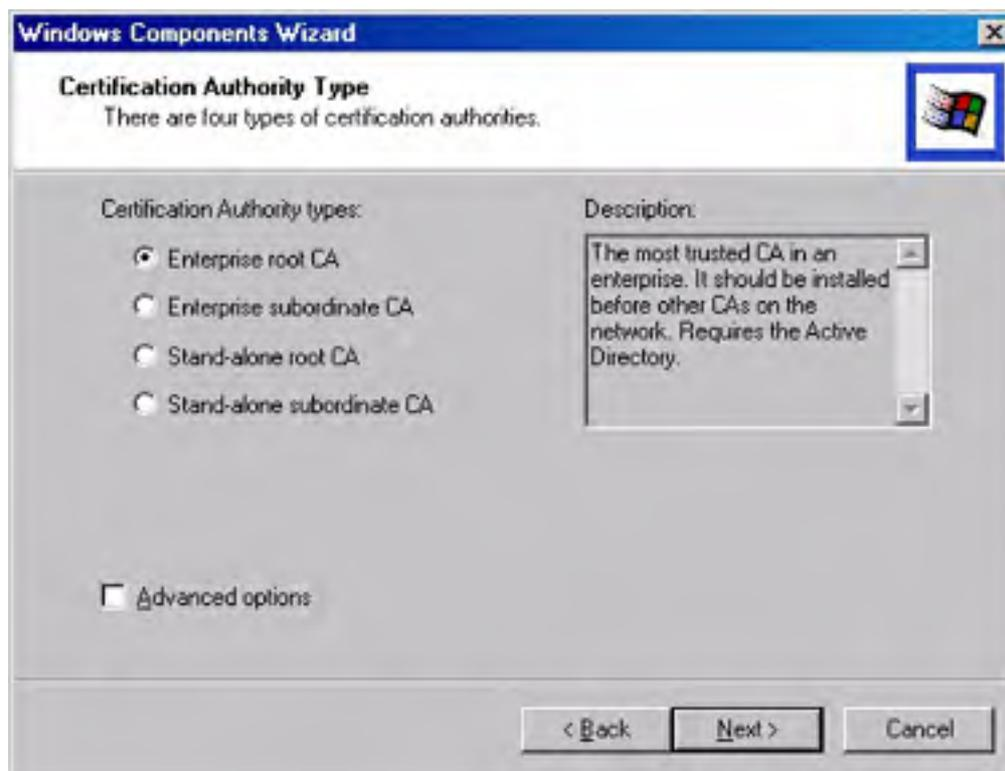 Windows Components Wizard
Certification Authority Type
There are four types of certification authorities.
Certification Authority types:
Enterprise root CA
Enterprise subordinate CA
Stand-alone root CA
Stand-alone subordinate CA
Description:
The most trusted CA in an
enterprise. It should be installed
before other CAs on the
network. Requires the Active
Directory.
Advanced options
< Back
Next >
Cancel